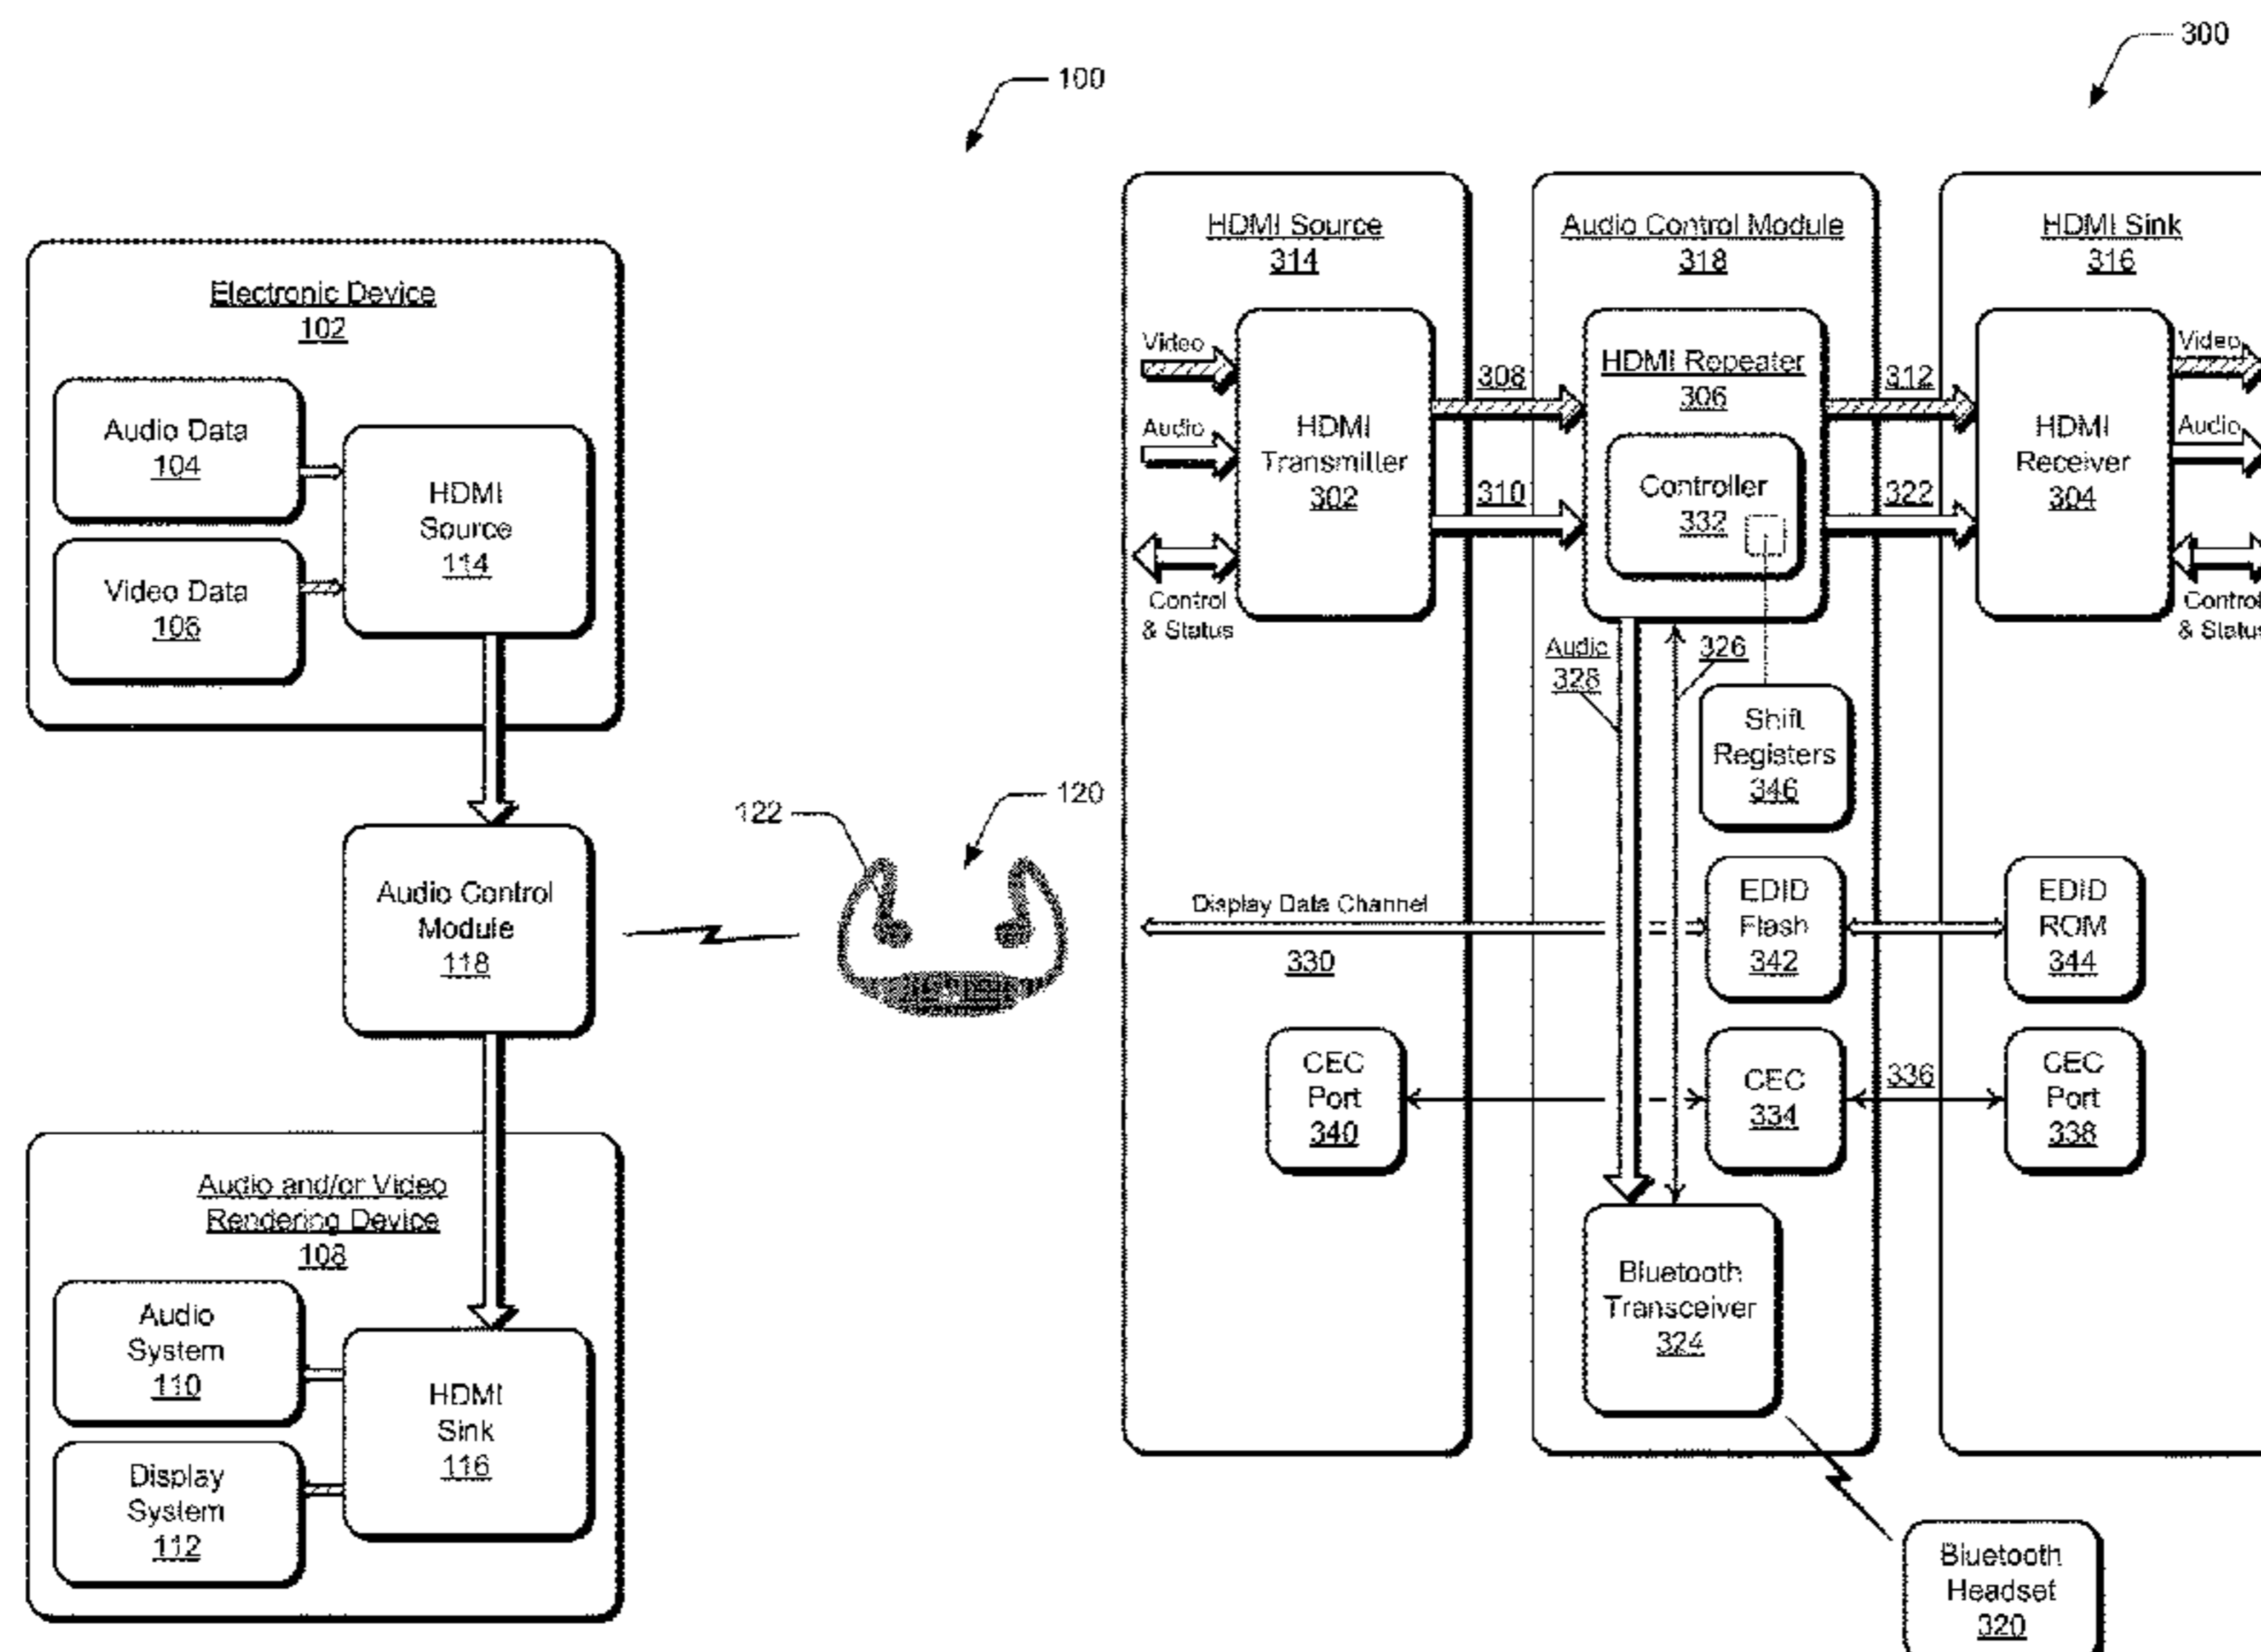 100
Electronic Device
102
Audio Data
104
Video Data
106
HDMI
Source
114
Audio Control
Module
118
122
120
Audio and/or Video
Rendering Device
108
Audio
System
110
Display
System
112
HDMI
Sink
116
300
HDMI Source
314
Video
Audio
Control
& Status
HDMI
Transmitter
302
308
310
Audio Control Module
318
HDMI Repeater
306
Controller
332
312
322
HDMI Sink
316
HDMI
Receiver
304
Video
Audio
Control
& Status
Audio
328
326
Shift
Registers
346
Display Data Channel
330
EDID
Flash
342
EDID
ROM
344
CEC
Port
340
CEC
334
336
CEC
Port
338
Bluetooth
Transceiver
324
Bluetooth
Headset
320